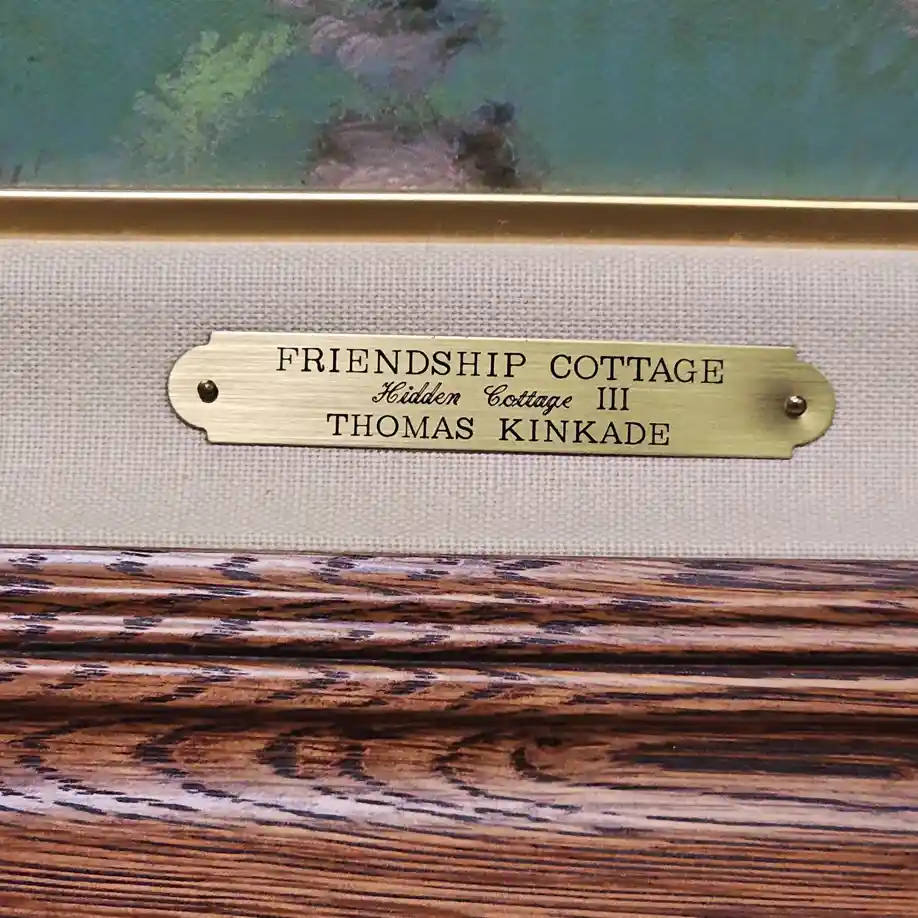 FRIENDSHIP COTTAGE
Hidden Cottage III
THOMAS KINKADE